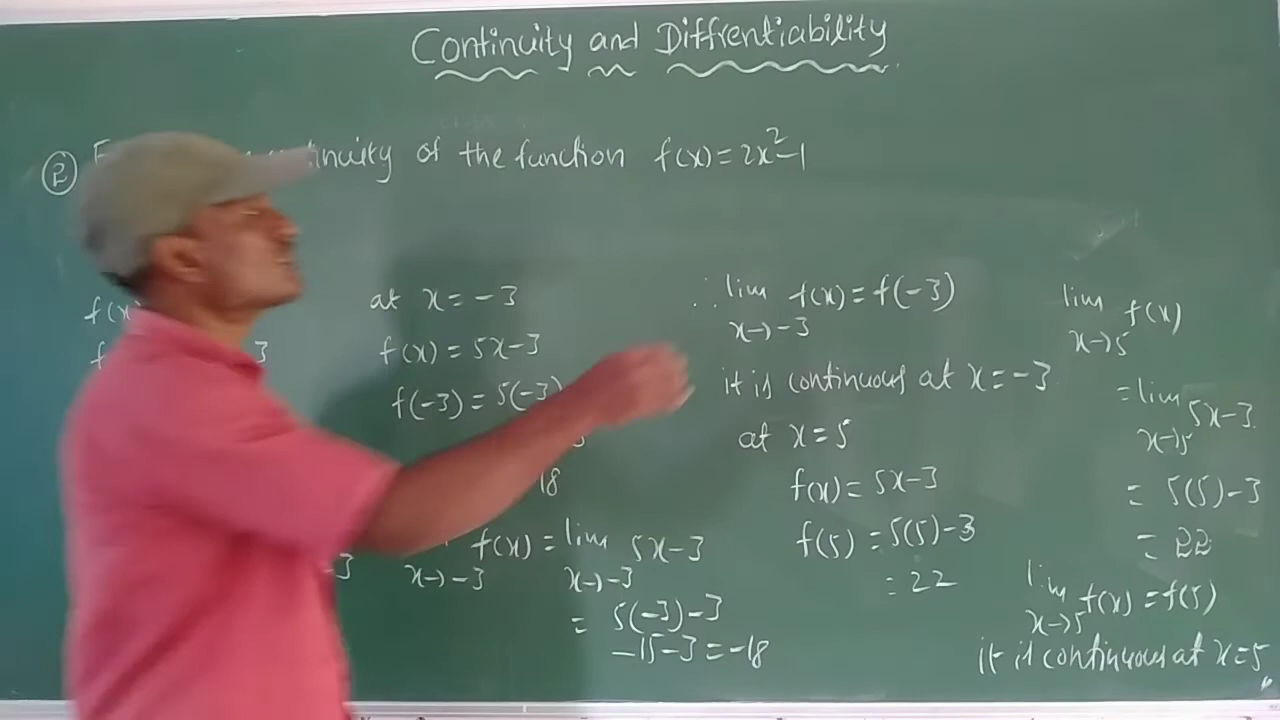 Continuity and Diffrentiability
② of the function f(x) = 2x²-1
f(x)
3
-3
at x = -3
f(x) = 5x-3
f(-3) = 5(-3)
18
f(x) = lim 5x-3
x→-3 x→-3
= 5(-3)-3
-15-3 = -18
∴ lim f(x) = f(-3)
x→-3
it is continuous at x = -3
at x = 5
f(x) = 5x-3
f(5) = 5(5)-3
= 22
lim f(x)
x→5
= lim 5x-3.
x→5
= 5(5)-3
= 22
lim f(x) = f(5)
x→5
it is continuous at x = 5